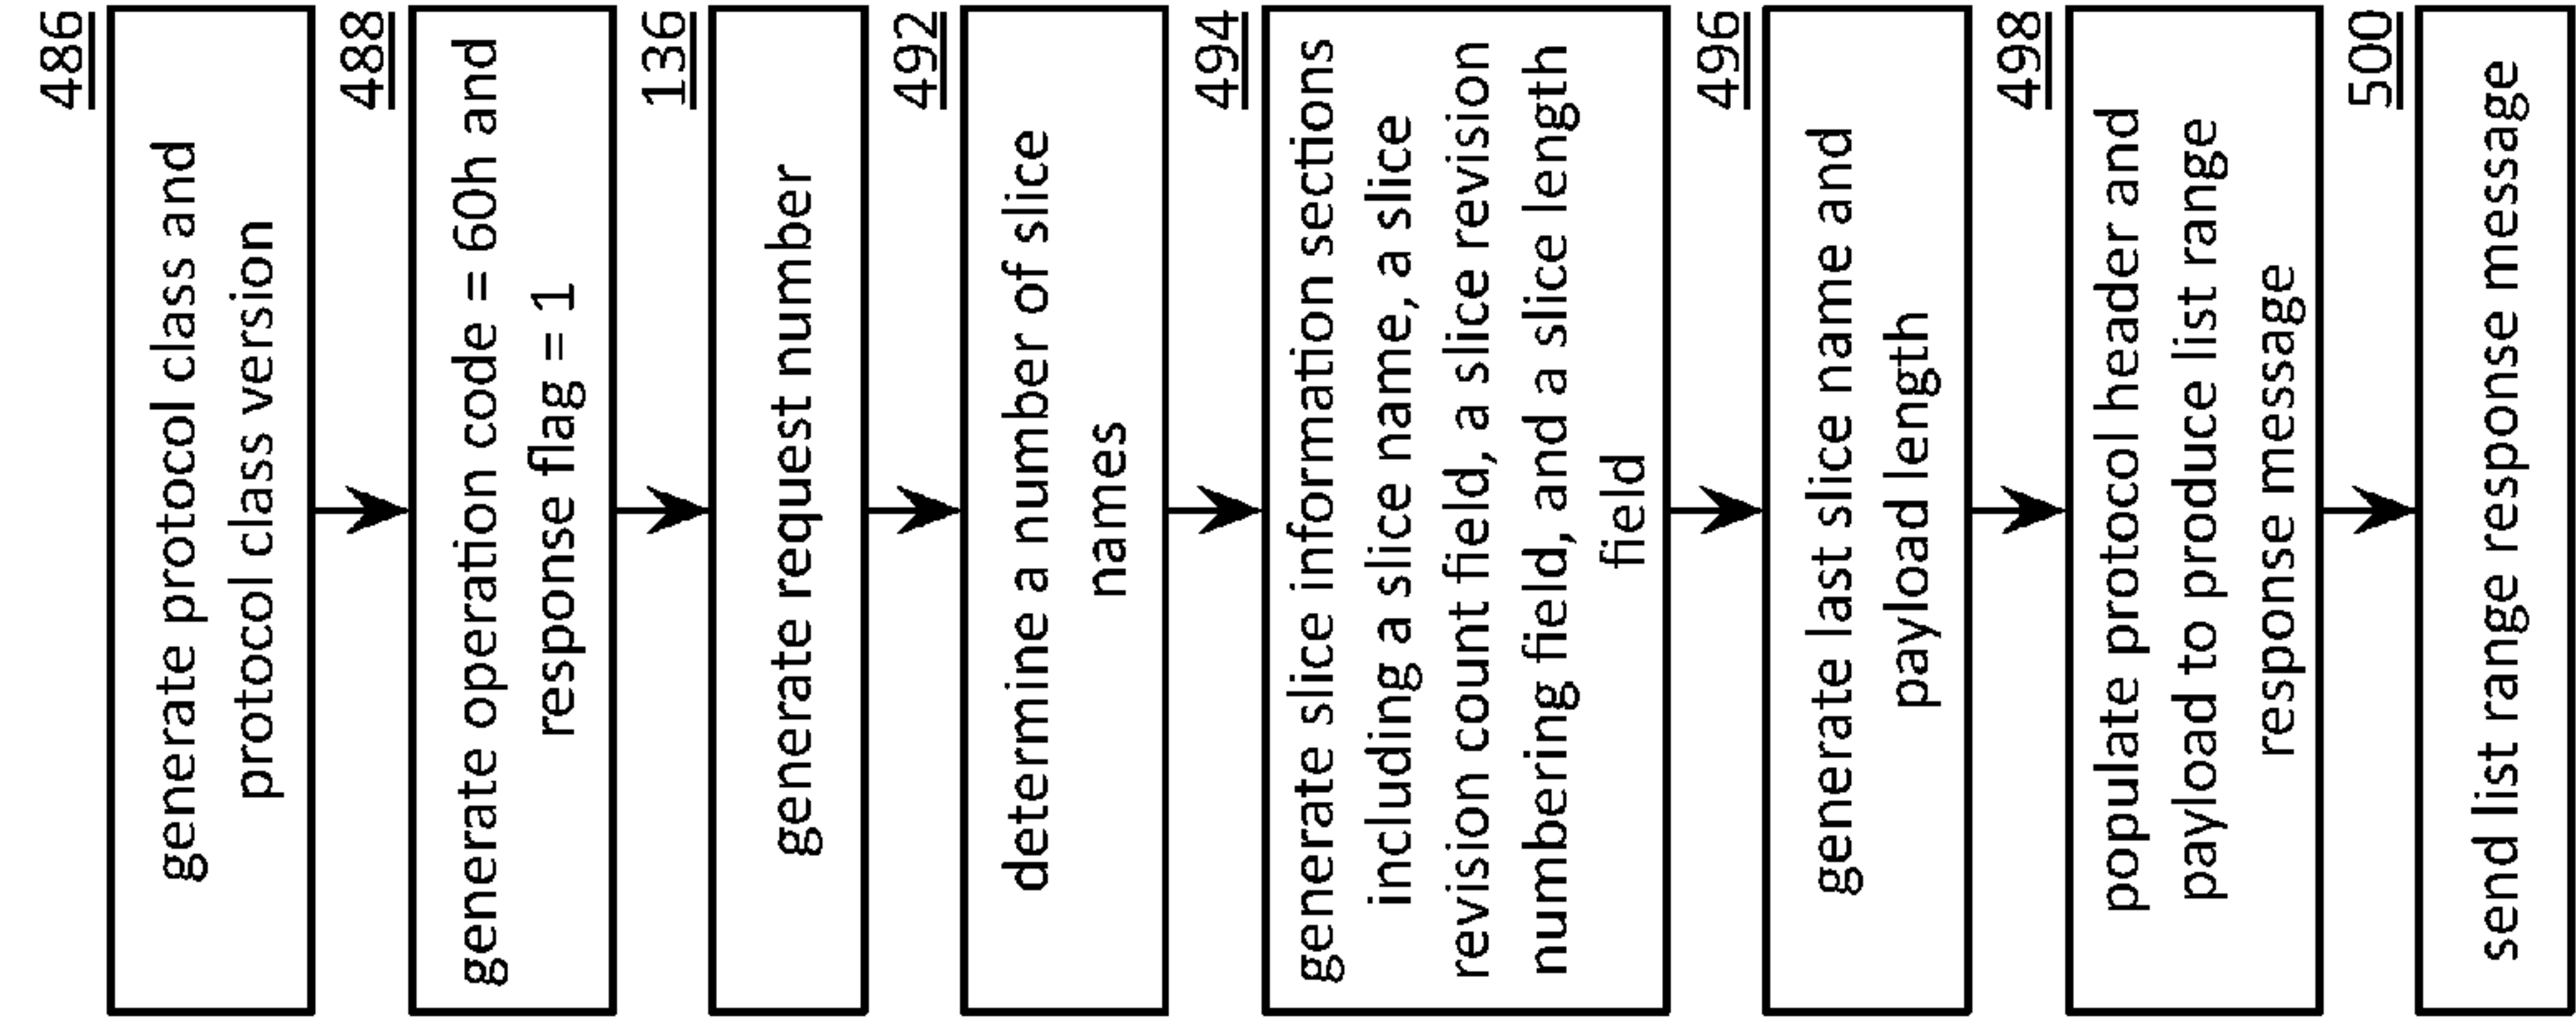 486
generate protocol class and
protocol class version
488
generate operation code = 60h and
response flag = 1
136
generate request number
492
determine a number of slice
names
494
generate slice information sections
including a slice name, a slice
revision count field, a slice revision
numbering field, and a slice length
field
496
generate last slice name and
payload length
498
populate protocol header and
payload to produce list range
response message
500
send list range response message